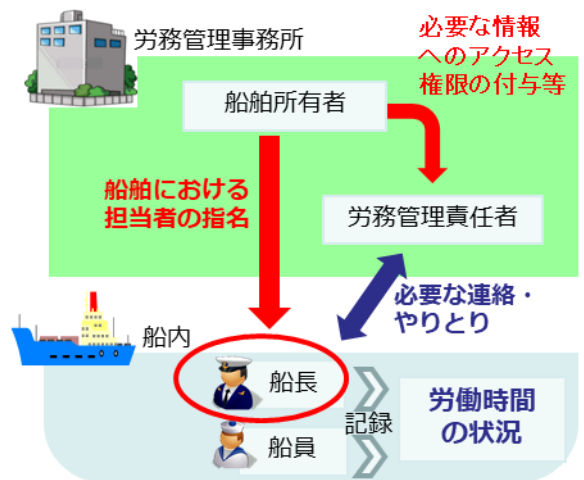 労務管理事務所
必要な情報
へのアクセス
権限の付与等
船舶所有者
船舶における
担当者の指名
労務管理責任者
必要な連絡・
やりとり
船内
船長
船員
記録
労働時間
の状況